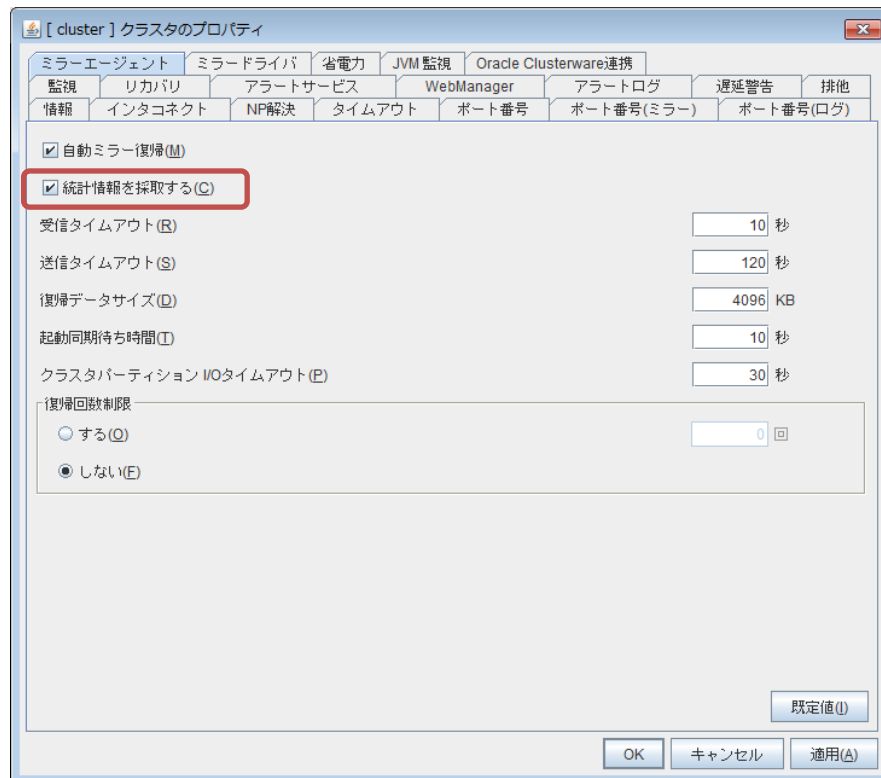 [ cluster ] クラスタのプロパティ
ミラーエージェント ミラードライバ 省電力 JVM 監視 Oracle Clusterware連携
監視 リカバリ アラートサービス WebManager アラートログ 遅延警告 排他
情報 インタコネクト NP解決 タイムアウト ポート番号 ポート番号(ミラー) ポート番号(ログ)
自動ミラー復帰(M)
統計情報を採取する(C)
受信タイムアウト(R) 10 秒
送信タイムアウト(S) 120 秒
復帰データサイズ(D) 4096 KB
起動同期待ち時間(T) 10 秒
クラスタパーティション I/Oタイムアウト(P) 30 秒
復帰回数制限
する(O) 0 回
しない(F)
既定値(I)
OK キャンセル 適用(A)